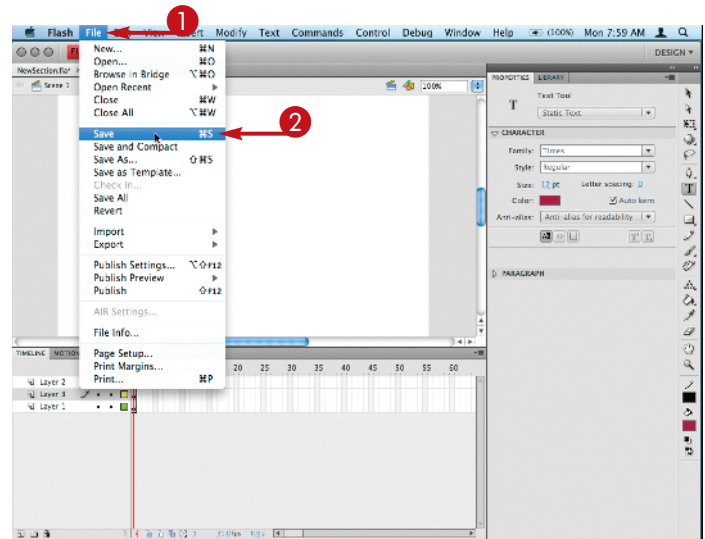 1
Flash File View Insert Modify Text Commands Control Debug Window Help (100%) Mon 7:59 AM
DESIGN
NewSection.fla*
Scene 1 100%
New... ⌘N
Open... ⌘O
Browse in Bridge ⌥⌘O
Open Recent
Close ⌘W
Close All ⌥⌘W
Save ⌘S
2
Save and Compact
Save As... ⇧⌘S
Save as Template...
Check In...
Save All
Revert
Import
Export
Publish Settings... ⌥⇧F12
Publish Preview
Publish ⇧F12
AIR Settings...
File Info...
Page Setup...
Print Margins...
Print... ⌘P
PROPERTIES LIBRARY
T Text Tool
Static Text
CHARACTER
Family: Times
Style: Regular
Size: 12 pt Letter spacing: 0
Color: Auto kern
Anti-alias: Anti-alias for readability
PARAGRAPH
TIMELINE MOTION
20 25 30 35 40 45 50 55 60
Layer 2
Layer 3
Layer 1
1